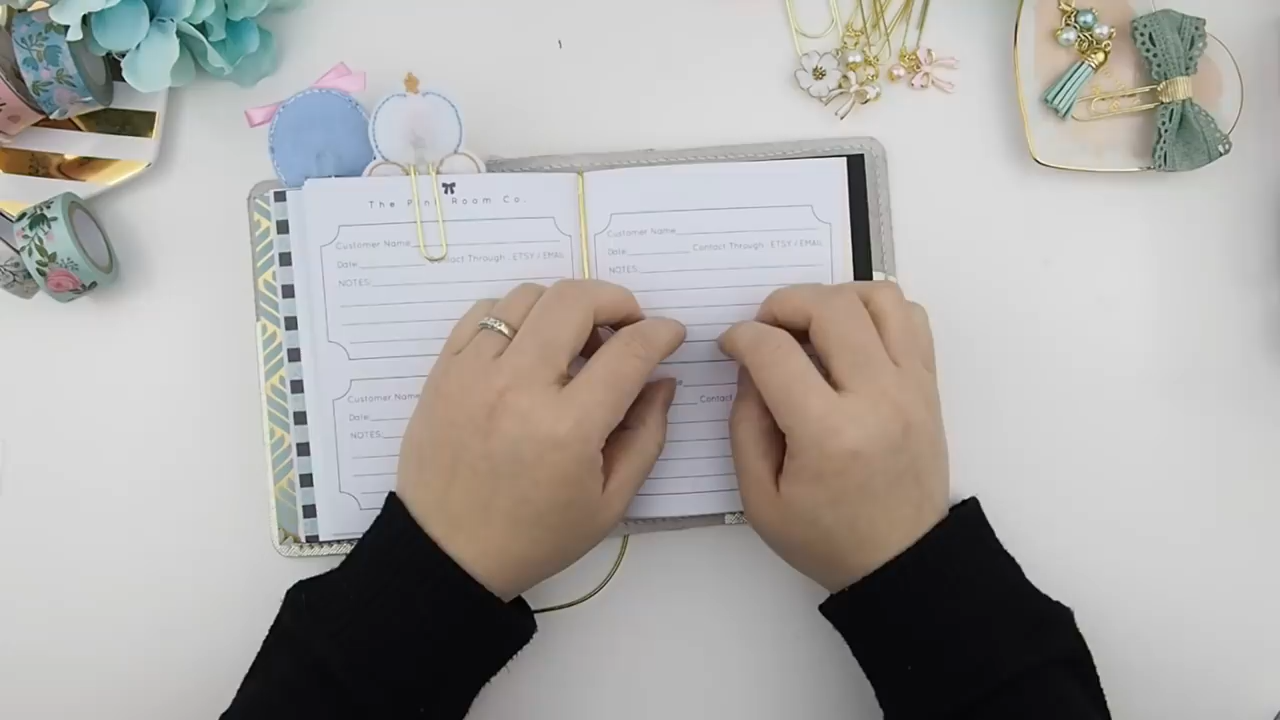 The Pink Room Co.
Customer Name
Date: Contact Through : ETSY / EMAIL
NOTES:
Customer Name
Date:
NOTES:
Customer Name
Date: Contact Through : ETSY / EMAIL
NOTES:
Contact